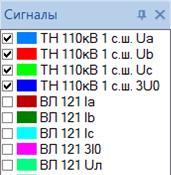 Сигналы
ТН 110кВ 1 с.ш. Ua
ТН 110кВ 1 с.ш. Ub
ТН 110кВ 1 с.ш. Uc
ТН 110кВ 1 с.ш. 3U0
ВЛ 121 Ia
ВЛ 121 Ib
ВЛ 121 Ic
ВЛ 121 3I0
ВЛ 121 Uл